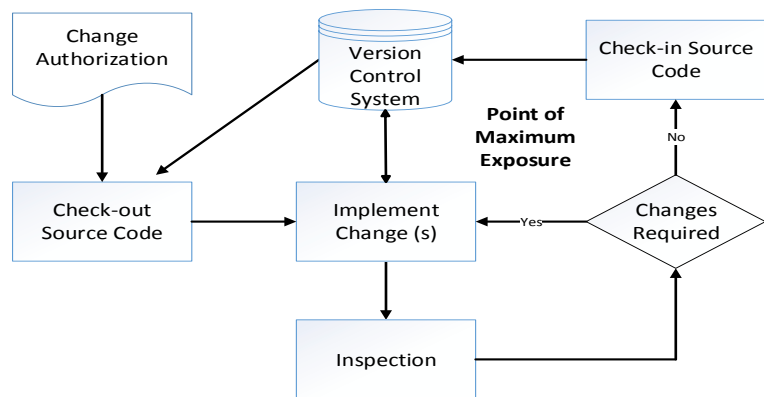 Change
Authorization
Version
Control
System
Check-in Source
Code
Point of
Maximum
Exposure
No
Check-out
Source Code
Implement
Change (s)
Yes
Changes
Required
Inspection